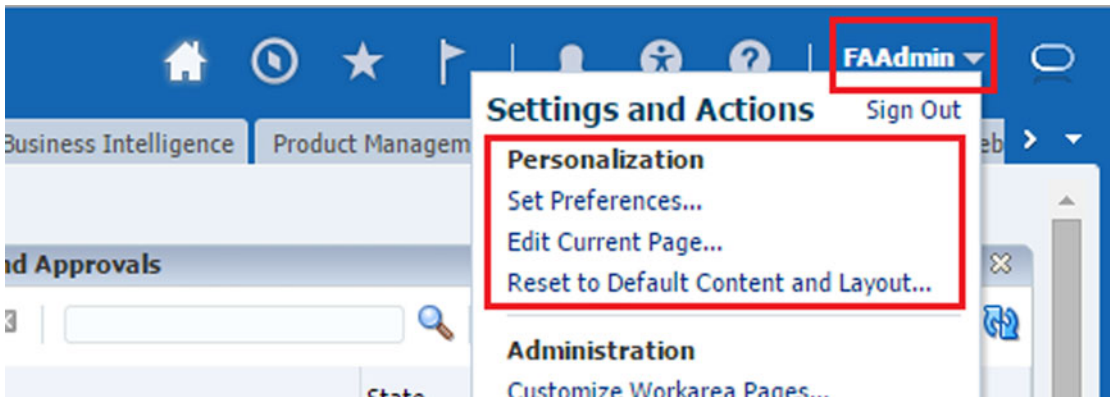 FAAdmin
Settings and Actions Sign Out
Business Intelligence Product Managem eb
Personalization
Set Preferences...
Edit Current Page...
nd Approvals
Reset to Default Content and Layout...
Administration
Customize Workarea Pages...
State